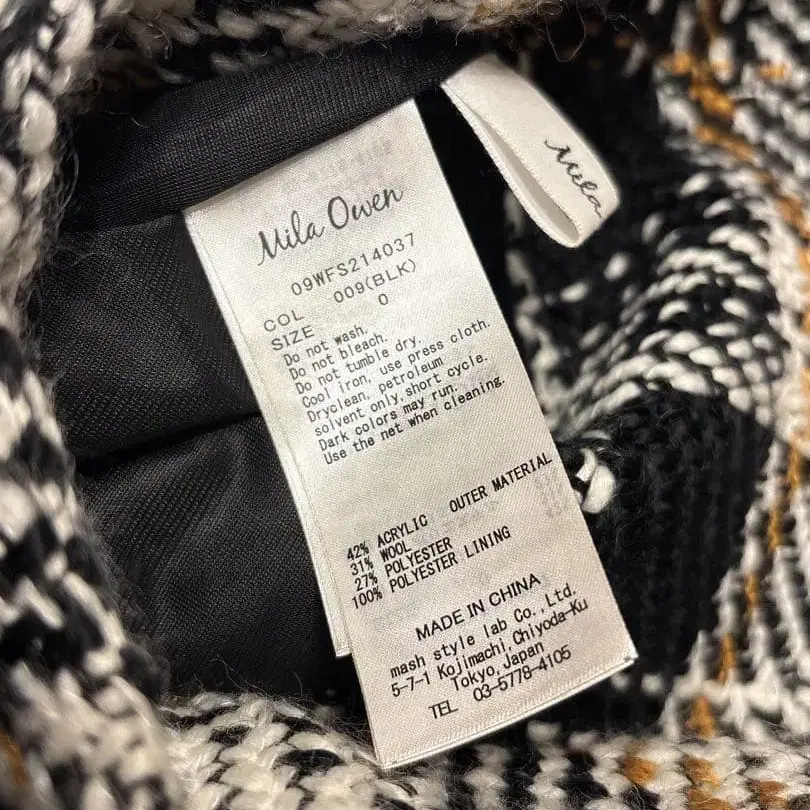 Mila Owen
09WFS214037
COL 009(BLK)
SIZE 0
Do not wash.
Do not bleach.
Do not tumble dry.
Cool iron, use press cloth.
Dryclean, petroleum
solvent only,short cycle.
Dark colors may run.
Use the net when cleaning.
42% ACRYLIC OUTER MATERIAL
31% WOOL
27% POLYESTER
100% POLYESTER LINING
MADE IN CHINA
mash style lab Co.,Ltd.
5-7-1 Kojimachi,Chiyoda-Ku
Tokyo,Japan
TEL 03-5778-4105
Mila